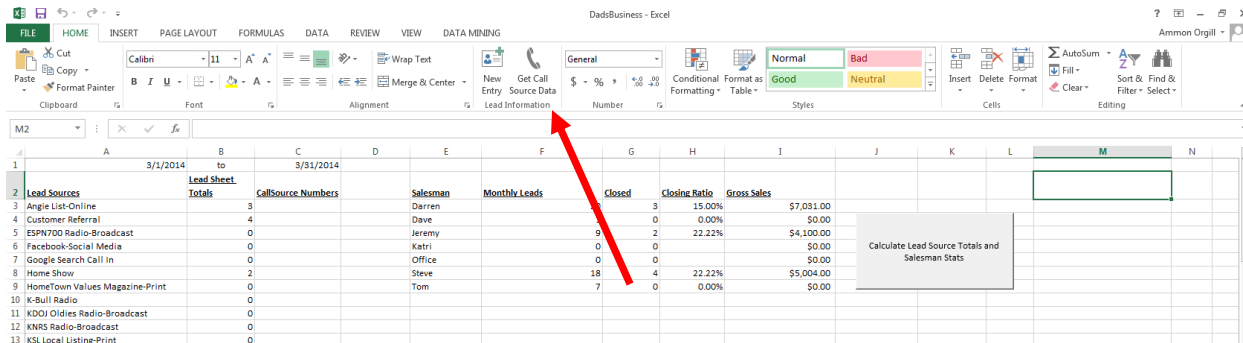 DadsBusiness - Excel
FILE HOME INSERT PAGE LAYOUT FORMULAS DATA REVIEW VIEW DATA MINING Ammon Orgill
Cut
Copy
Format Painter
Paste
Clipboard
Calibri 11
B I U
Font
Wrap Text
Merge & Center
Alignment
New Entry
Get Call Source Data
Lead Information
General
$ % ,
Number
Conditional Formatting
Format as Table
Normal Bad
Good Neutral
Styles
Insert Delete Format
Cells
AutoSum
Fill
Clear
Sort & Filter
Find & Select
Editing
M2 fx
A B C D E F G H I J K L M N
1 3/1/2014 to 3/31/2014
2 Lead Sources Lead Sheet Totals CallSource Numbers Salesman Monthly Leads Closed Closing Ratio Gross Sales
3 Angie List-Online 3 Darren 3 15.00% $7,031.00
4 Customer Referral 4 Dave 0 0.00% $0.00
5 ESPN700 Radio-Broadcast 0 Jeremy 9 2 22.22% $4,100.00
6 Facebook-Social Media 0 Katri 0 0 $0.00
7 Google Search Call In 0 Office 0 0 $0.00
8 Home Show 2 Steve 18 4 22.22% $5,004.00
9 HomeTown Values Magazine-Print 0 Tom 7 0 0.00% $0.00
10 K-Bull Radio 0
11 KDOJ Oldies Radio-Broadcast 0
12 KNRS Radio-Broadcast 0
13 KSL Local Listing-Print 0
Calculate Lead Source Totals and
Salesman Stats